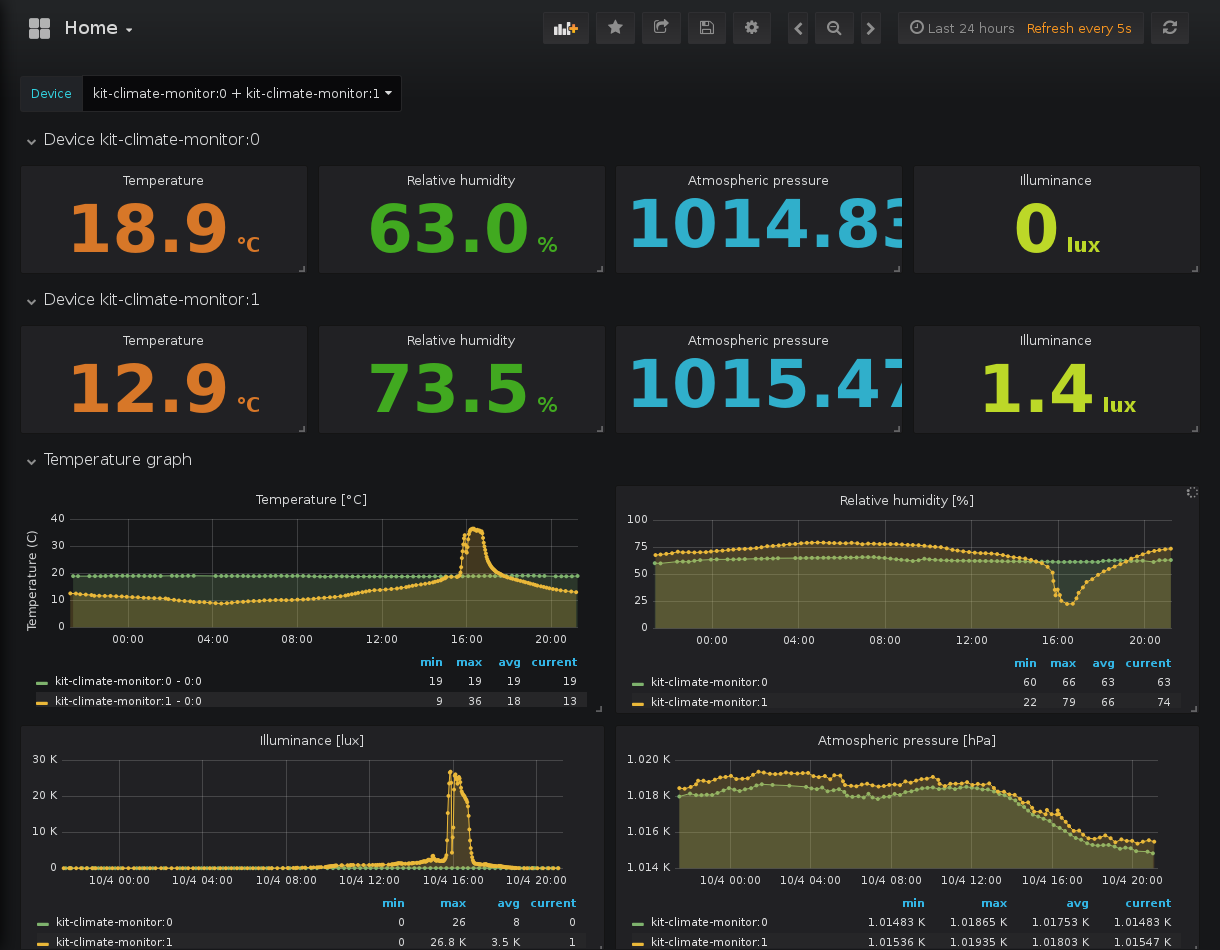 Home
Last 24 hours Refresh every 5s
Device kit-climate-monitor:0 + kit-climate-monitor:1
Device kit-climate-monitor:0
Temperature Relative humidity Atmospheric pressure Illuminance
18.9 °C 63.0 % 1014.83 0 lux
Device kit-climate-monitor:1
Temperature Relative humidity Atmospheric pressure Illuminance
12.9 °C 73.5 % 1015.47 1.4 lux
Temperature graph
Temperature [°C]
Temperature (C)
40
30
20
10
0
00:00 04:00 08:00 12:00 16:00 20:00
min max avg current
kit-climate-monitor:0 - 0:0 19 19 19 19
kit-climate-monitor:1 - 0:0 9 36 18 13
Relative humidity [%]
100
75
50
25
0
00:00 04:00 08:00 12:00 16:00 20:00
min max avg current
kit-climate-monitor:0 60 66 63 63
kit-climate-monitor:1 22 79 66 74
Illuminance [lux]
30 K
20 K
10 K
0
10/4 00:00 10/4 04:00 10/4 08:00 10/4 12:00 10/4 16:00 10/4 20:00
min max avg current
kit-climate-monitor:0 0 26 8 0
kit-climate-monitor:1 0 26.8 K 3.5 K 1
Atmospheric pressure [hPa]
1.020 K
1.018 K
1.016 K
1.014 K
10/4 00:00 10/4 04:00 10/4 08:00 10/4 12:00 10/4 16:00 10/4 20:00
min max avg current
kit-climate-monitor:0 1.01483 K 1.01865 K 1.01753 K 1.01483 K
kit-climate-monitor:1 1.01536 K 1.01935 K 1.01803 K 1.01547 K